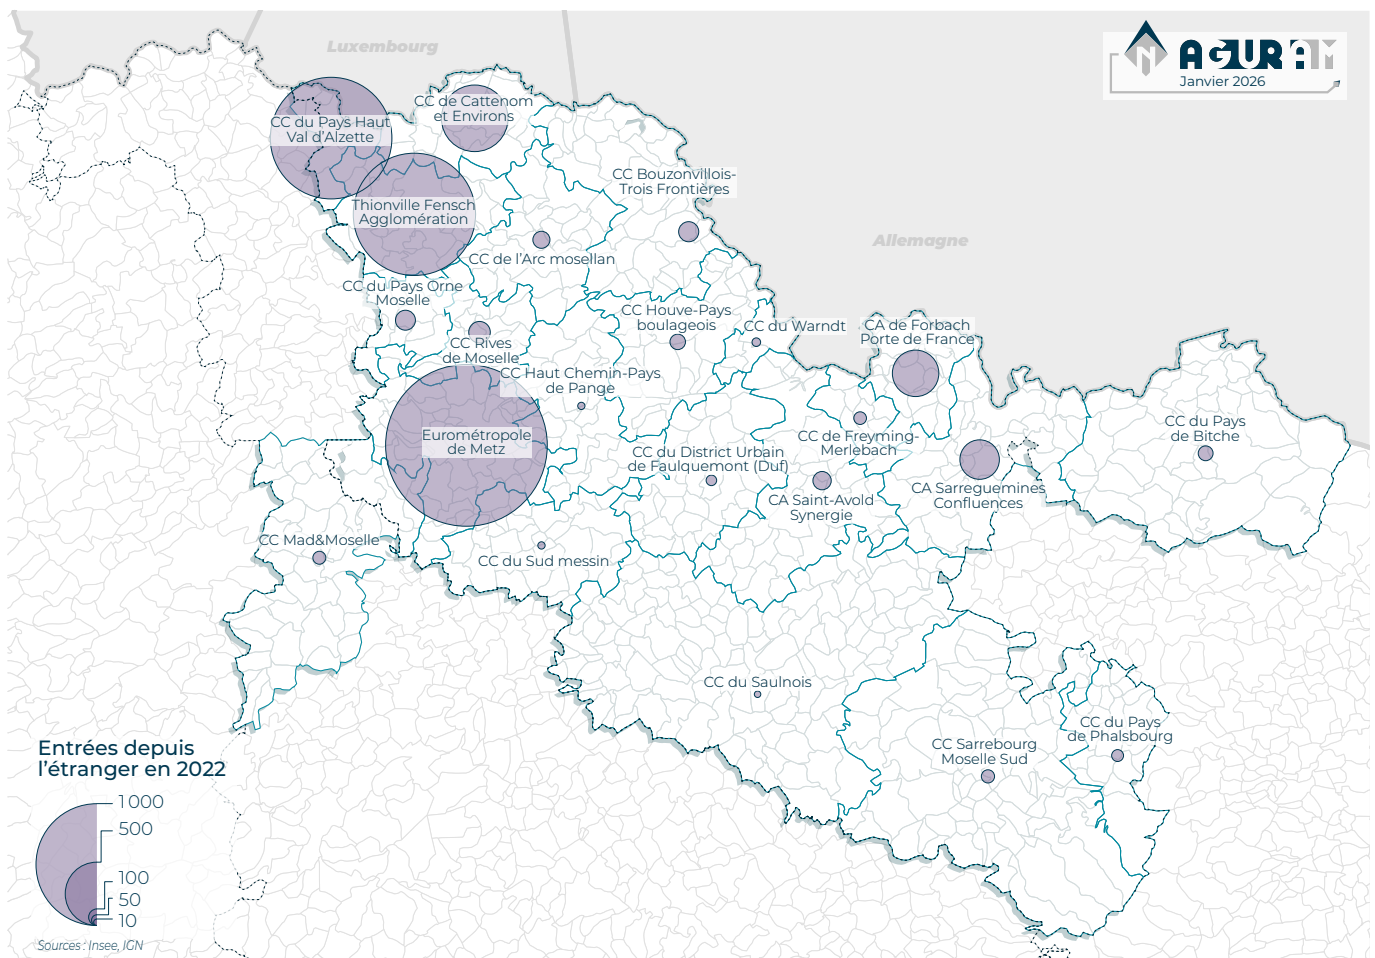 Luxembourg
AGURAM
Janvier 2026
CC de Cattenom
et Environs
CC du Pays Haut
Val d'Alzette
CC Bouzonvillois-
Trois Frontières
Thionville Fensch
Agglomération
Allemagne
CC de l'Arc mosellan
CC du Pays Orne
Moselle
CC Houve-Pays
boulageois
CC du Warndt
CA de Forbach
Porte de France
CC Rives
de Moselle
CC Haut Chemin-Pays
de Pange
CC du Pays
de Bitche
Eurométropole
de Metz
CC de Freyming-
Merlebach
CC du District Urbain
de Faulquemont (Duf)
CA Sarreguemines
Confluences
CA Saint-Avold
Synergie
CC Mad&Moselle
CC du Sud messin
CC du Saulnois
CC du Pays
de Phalsbourg
CC Sarrebourg
Moselle Sud
Entrées depuis
l'étranger en 2022
1 000
500
100
50
10
Sources : Insee, IGN